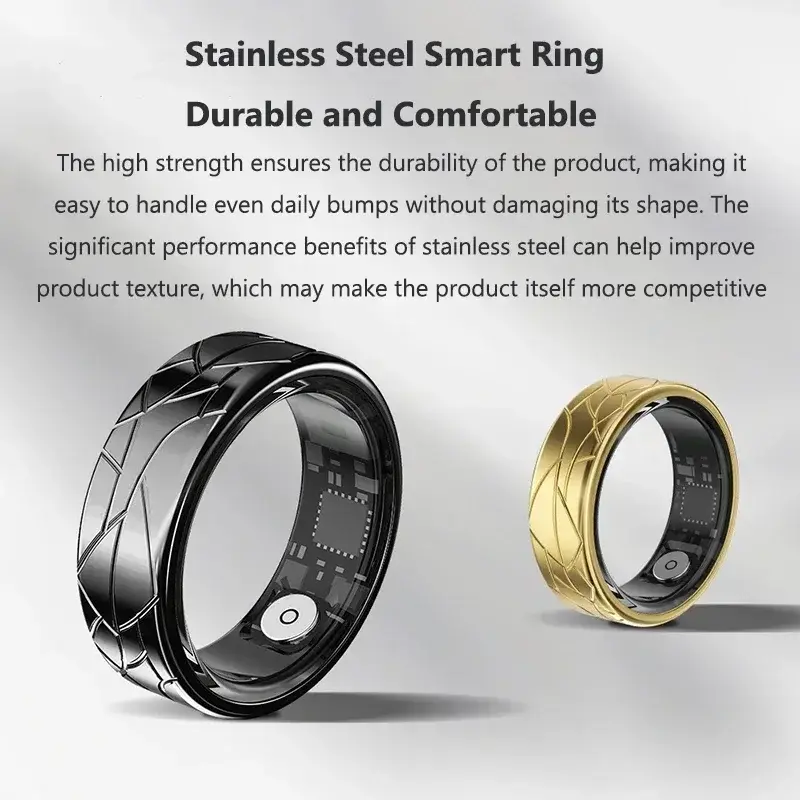 Stainless Steel Smart Ring
Durable and Comfortable
The high strength ensures the durability of the product, making it
easy to handle even daily bumps without damaging its shape. The
significant performance benefits of stainless steel can help improve
product texture, which may make the product itself more competitive